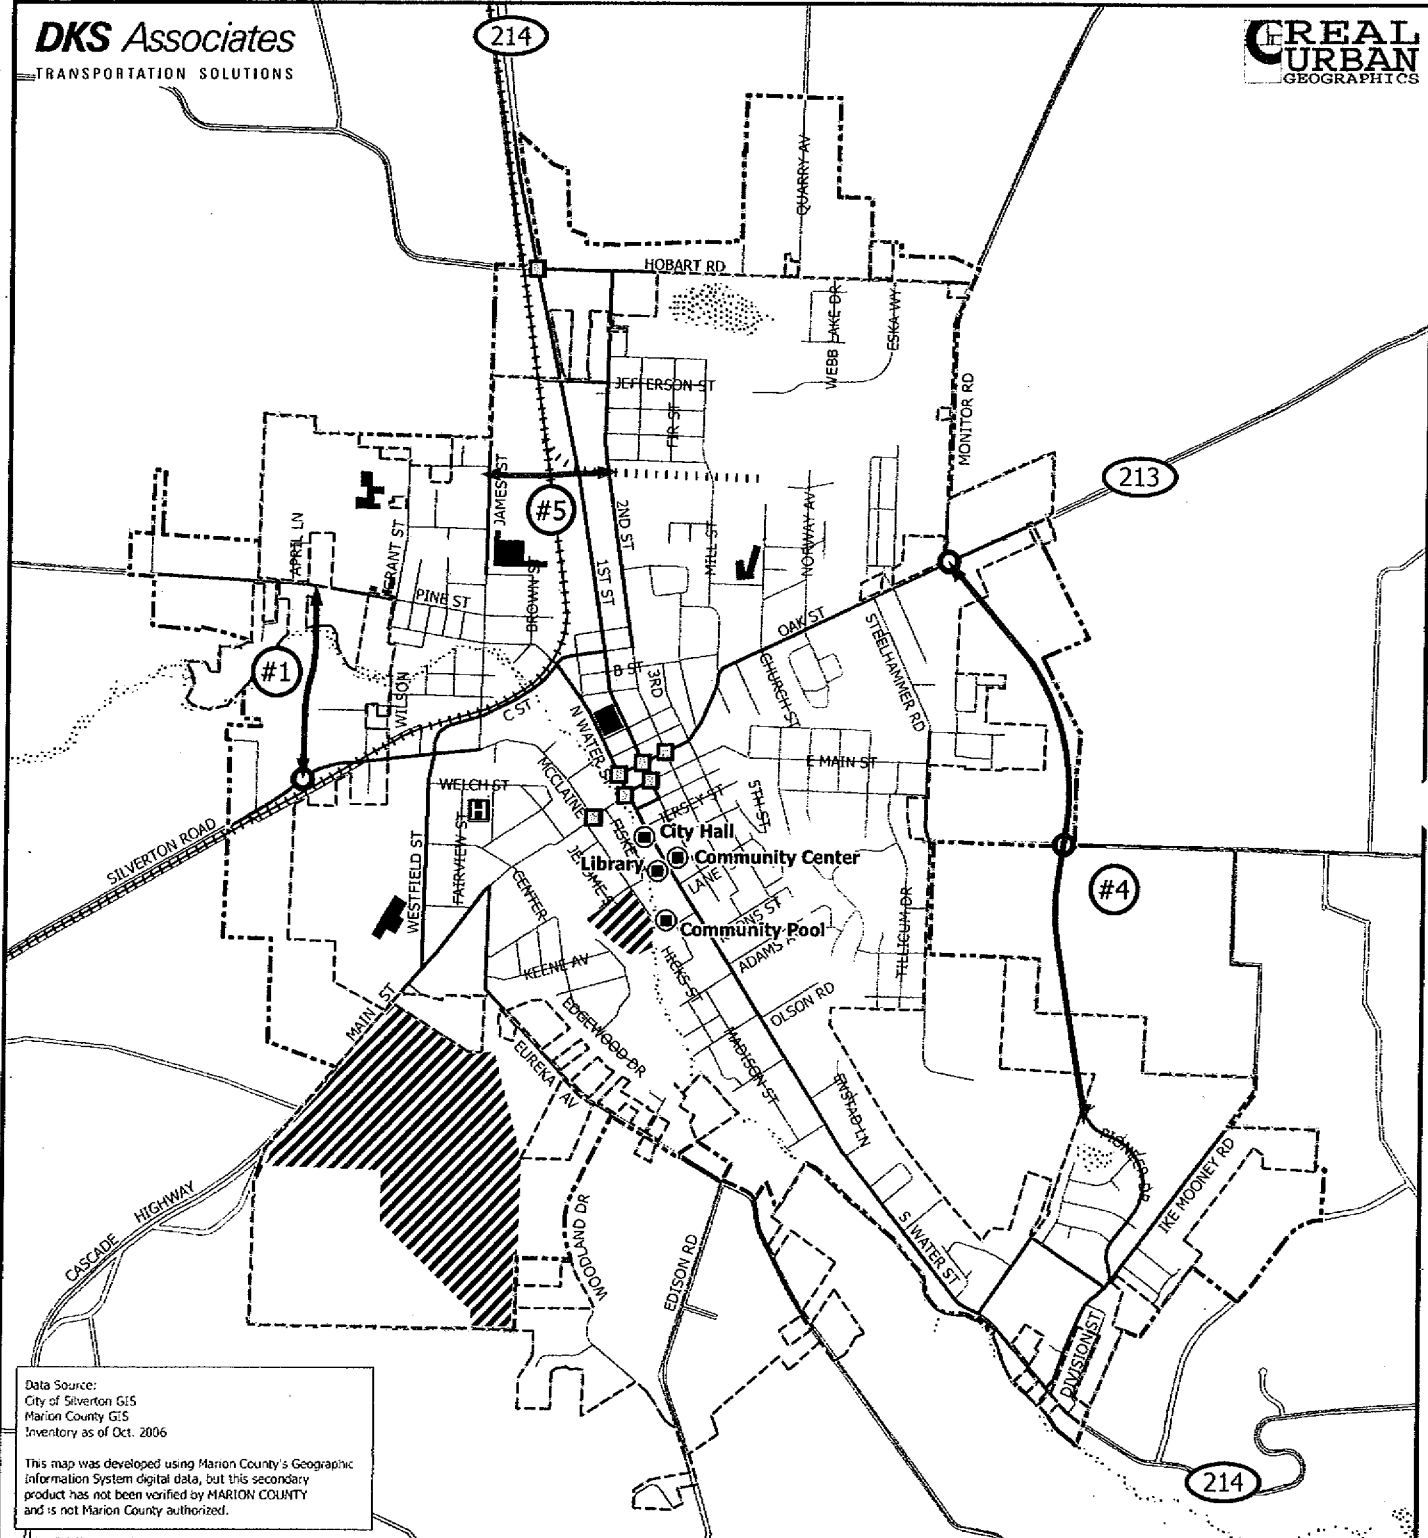 DKS Associates
TRANSPORTATION SOLUTIONS
214
REAL
URBAN
GEOGRAPHICS
QUARRY AV
HOBART RD
WEBB LAKE DR
ESKA WY
JEFFERSON ST
FIR ST
MONITOR RD
213
JAMES ST
#5
2ND ST
MILL ST
NORWAY AV
APRIL LN
GRANT ST
1ST ST
PINE ST
BROWN ST
OAK ST
STEELHAMMER RD
#1
B ST
3RD
CHURCH ST
WILSON
C ST
N WATER ST
E MAIN ST
MCCLAINE
WELCH ST
H
JERSEY ST
5TH ST
SILVERTON ROAD
WESTFIELD ST
FAIRVIEW ST
FISKE
City Hall
Community Center
Library
LANE
#4
CENTER
Community Pool
ADAMS
TILLICUM DR
KEENE AV
HICKS ST
OLSON RD
MAIN ST
EDGEWOOD DR
EUREKA AV
MADISON ST
ENSTAD LN
PIONEER DR
IKE MOONEY RD
CASCADE HIGHWAY
WOODLAND DR
EDISON RD
S WATER ST
DIVISION ST
214
Data Source:
City of Silverton GIS
Marion County GIS
Inventory as of Oct. 2006
This map was developed using Marion County's Geographic
Information System digital data, but this secondary
product has not been verified by MARION COUNTY
and is not Marion County authorized.